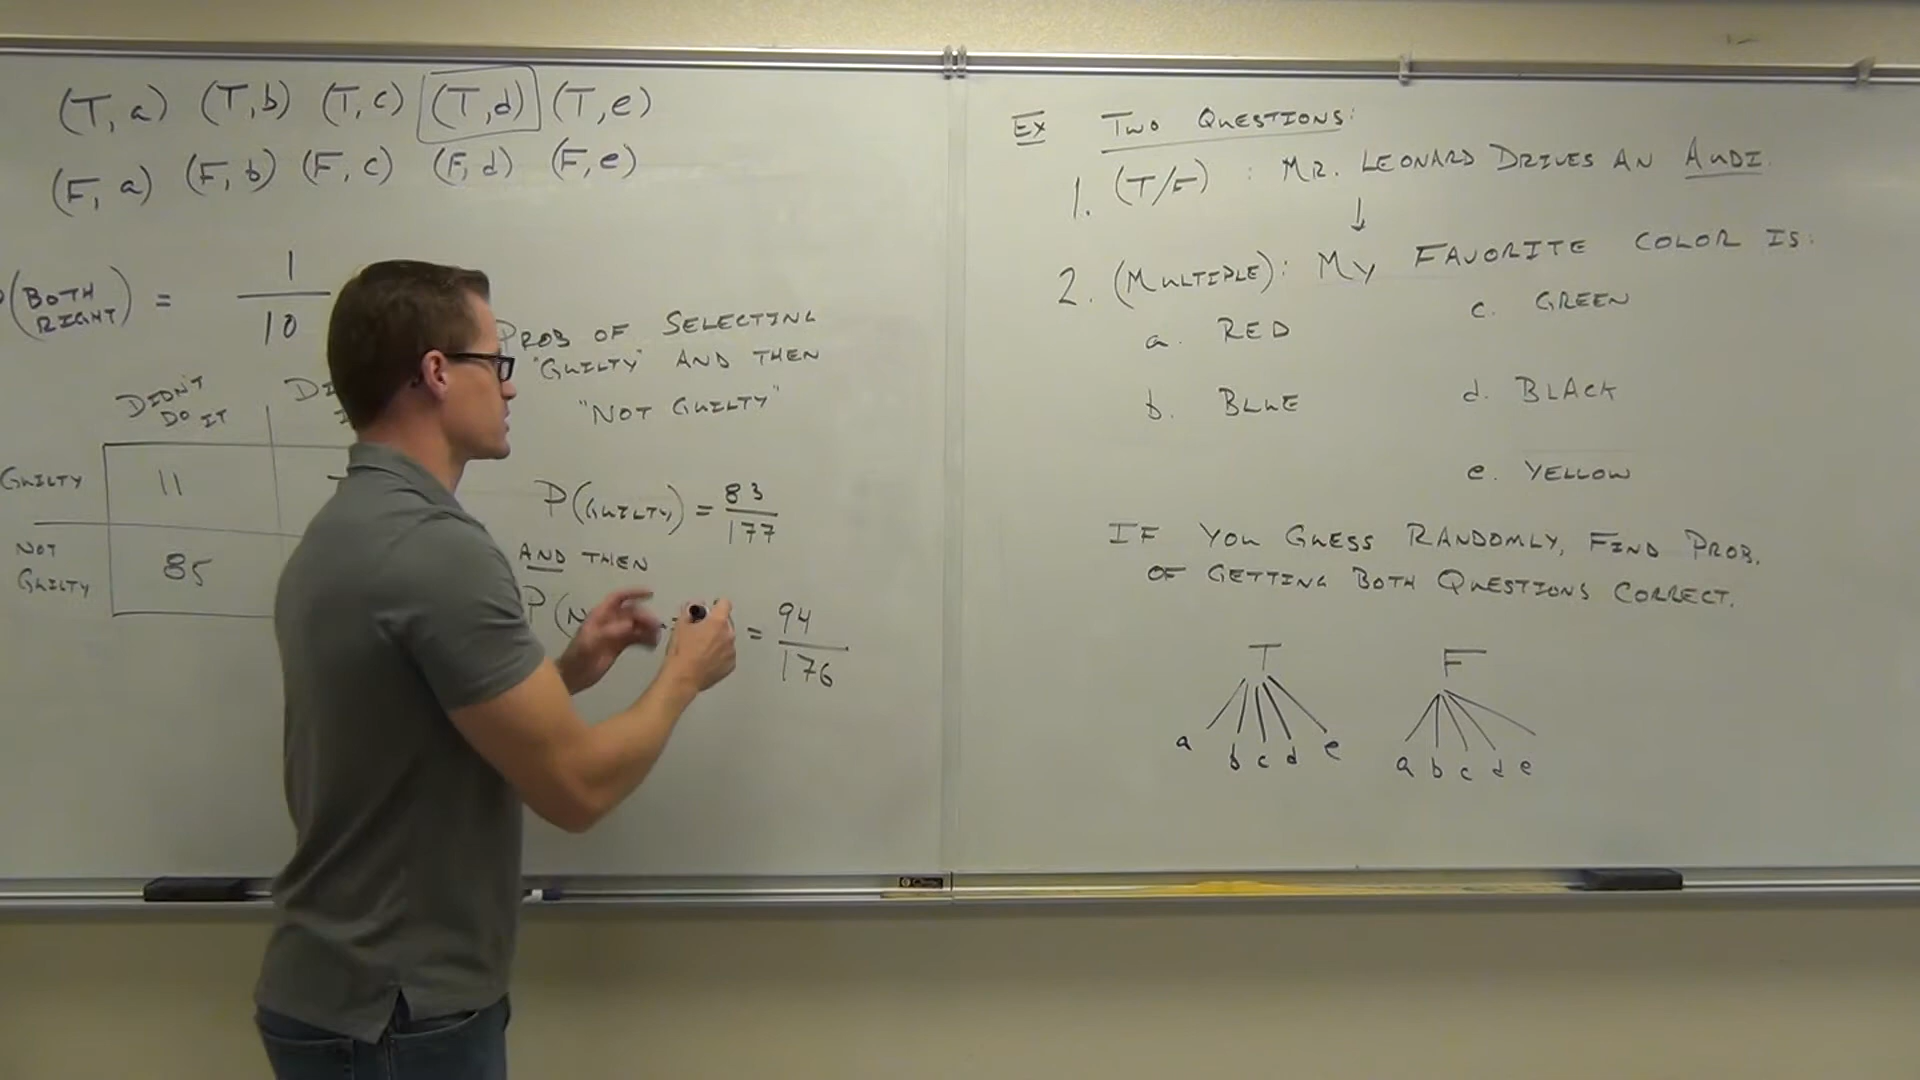 (T, a) (T, b) (T, c) (T, d) (T, e)
(F, a) (F, b) (F, c) (F, d) (F, e)
(BOTH RIGHT) = 1/10
DIDN'T DO IT
GUILTY 11
NOT GUILTY 85
PROB OF SELECTING
"GUILTY" AND THEN
"NOT GUILTY"
P(GUILTY) = 83/177
AND THEN
P(N = 94/176
EX TWO QUESTIONS:
1. (T/F) : MR. LEONARD DRIVES AN AUDI.
↓
2. (MULTIPLE): MY FAVORITE COLOR IS:
a. RED c. GREEN
b. BLUE d. BLACK
e. YELLOW
IF YOU GUESS RANDOMLY, FIND PROB.
OF GETTING BOTH QUESTIONS CORRECT.
T F
a b c d e a b c d e